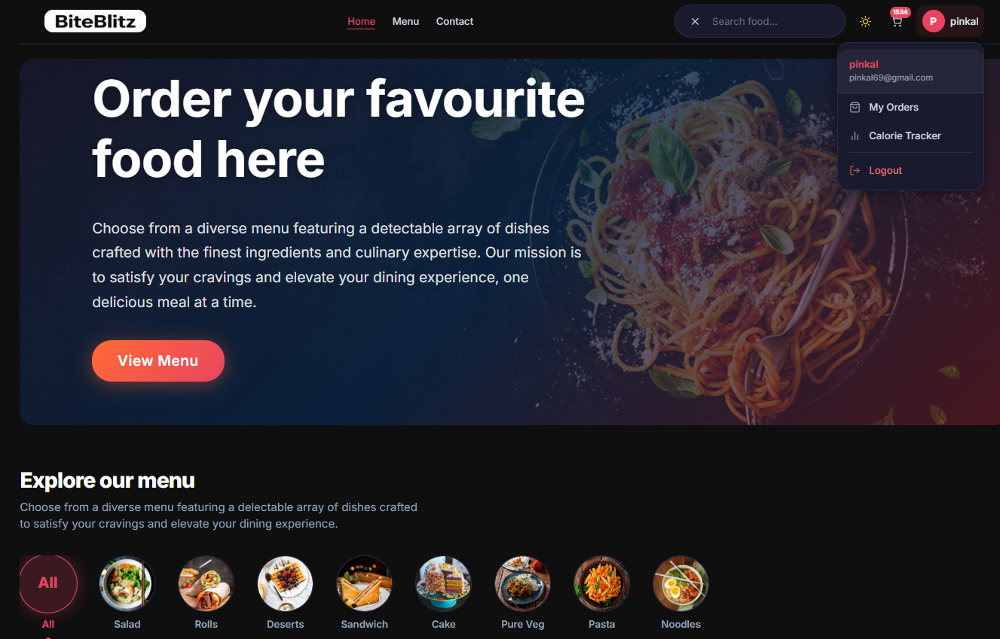 BiteBlitz
Home
Menu
Contact
Search food...
1534
P
pinkal
pinkal
pinkal69@gmail.com
My Orders
Calorie Tracker
Logout
Order your favourite
food here
Choose from a diverse menu featuring a detectable array of dishes
crafted with the finest ingredients and culinary expertise. Our mission is
to satisfy your cravings and elevate your dining experience, one
delicious meal at a time.
View Menu
Explore our menu
Choose from a diverse menu featuring a delectable array of dishes crafted
to satisfy your cravings and elevate your dining experience.
All
All
Salad
Rolls
Deserts
Sandwich
Cake
Pure Veg
Pasta
Noodles